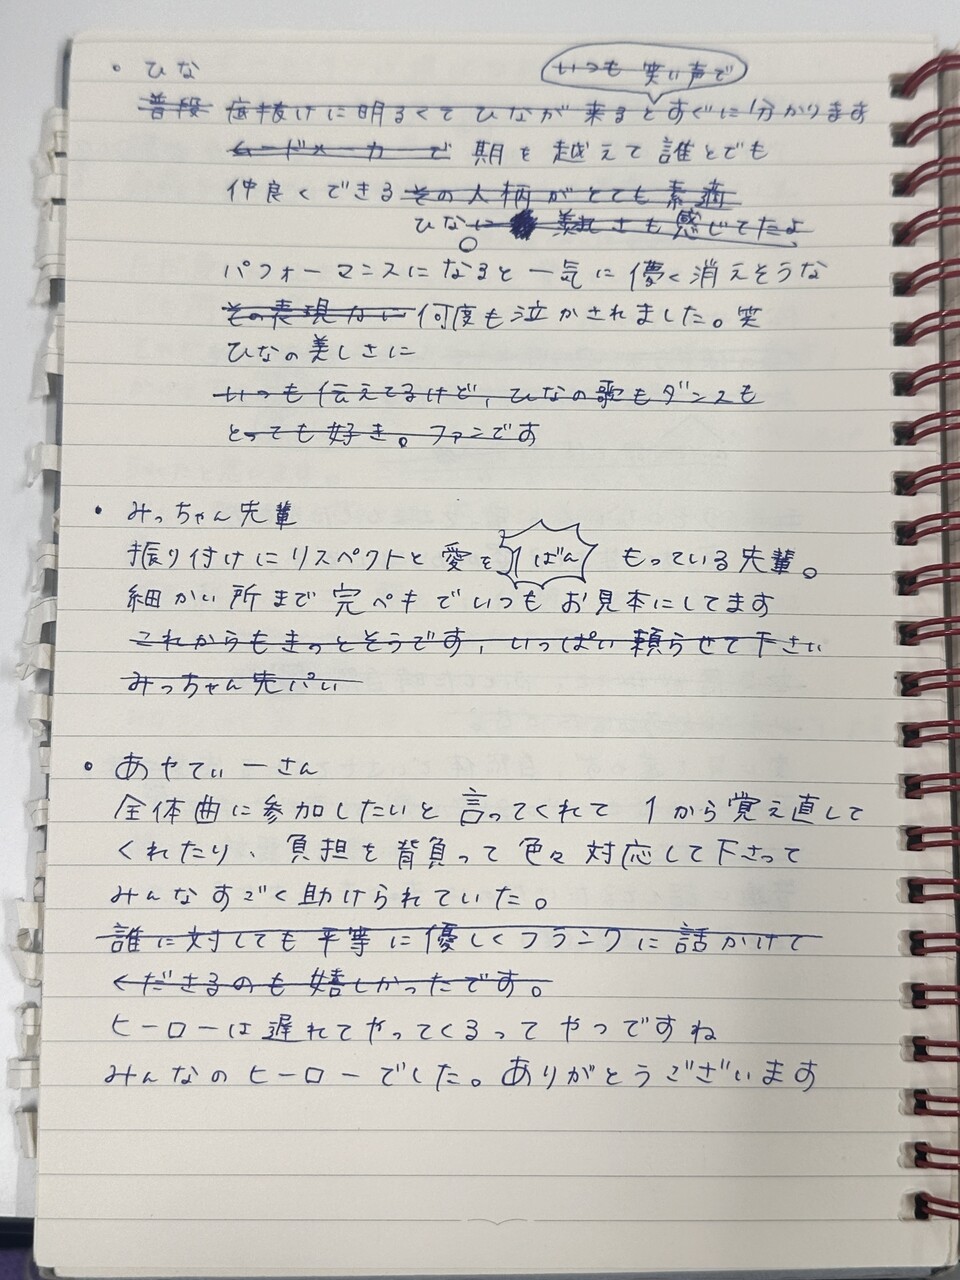 ・ひな
いつも 笑い声で
普段 底抜けに明るくて ひなが 来るとすぐに分かります
ムードメーカーで 期を越えて誰とでも
仲良くできる その人柄がとても素適
ひなに 美しさも感じてたよ
パフォーマンスになると一気に儚く消えそうな
その表現力に 何度も泣かされました。笑
ひなの美しさに
いつも伝えてるけど、ひなの歌もダンスも
とっても好き。ファンです
・みっちゃん先輩
振り付けにリスペクトと愛を1ばん もっている先輩。
細かい所まで完ペキでいつもお見本にしてます
これからもきっとそうです、いっぱい頼らせて下さい
みっちゃん先パい
・あやてぃーさん
全体曲に参加したいと言ってくれて 1から覚え直して
くれたり、負担を背負って色々対応して下さって
みんなすごく助けられていた。
誰に対しても平等に優しくフランクに話かけて
くださるのも嬉しかったです。
ヒーローは遅れてやってくるってやつですね
みんなのヒーローでした。ありがとうございます